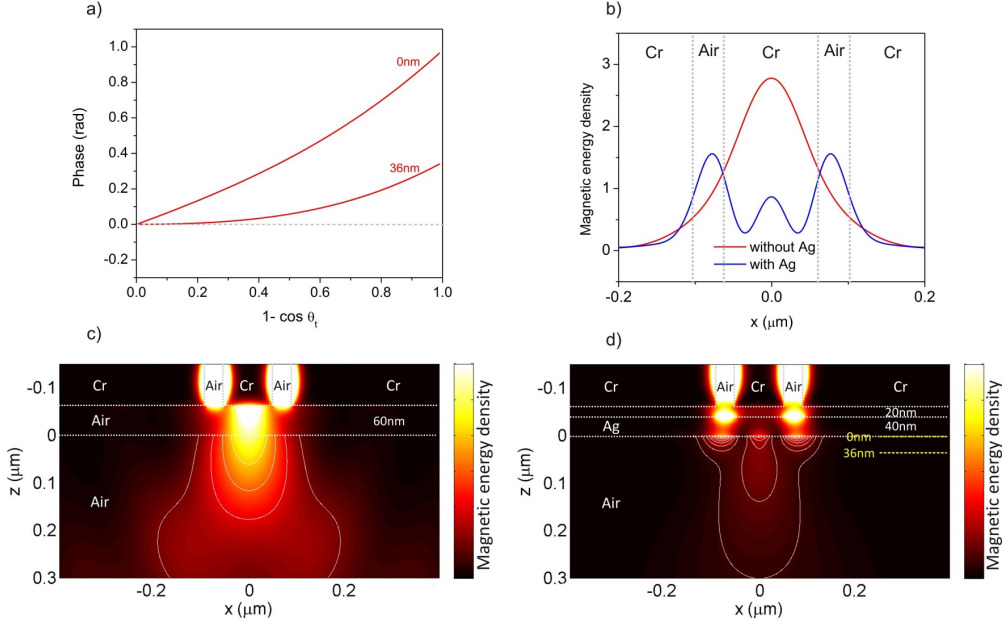 a)
1.0
0.8
0.6
0.4
0.2
0.0
-0.2
Phase (rad)
0nm
36nm
0.0 0.2 0.4 0.6 0.8 1.0
1- cos θt
b)
Cr Air Cr Air Cr
3
2
1
0
Magnetic energy density
without Ag
with Ag
-0.2 0.0 0.2
x (μm)
c)
-0.1
0
0.1
0.2
0.3
z (μm)
Cr Air Cr Air Cr
Air 60nm
Air
-0.2 0 0.2
x (μm)
Magnetic energy density
d)
-0.1
0
0.1
0.2
0.3
z (μm)
Cr Air Cr Air Cr
20nm
Ag 40nm
0nm
36nm
Air
-0.2 0 0.2
x (μm)
Magnetic energy density